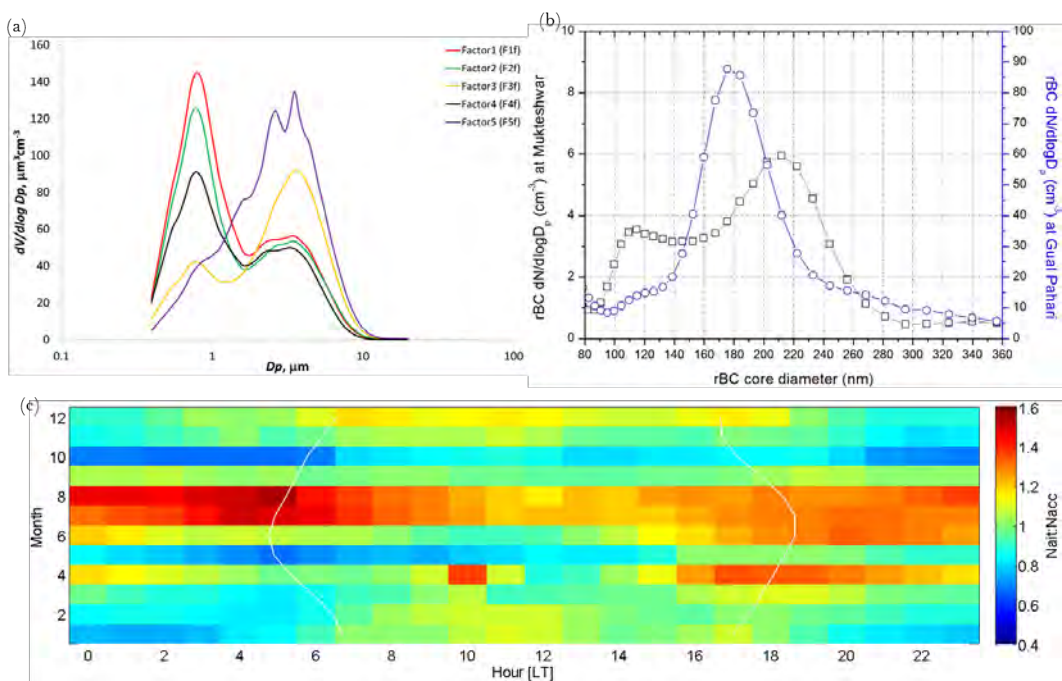 (a)
160
140
120
100
80
60
40
20
0
dV/dlog Dp, µm³cm⁻³
0.1 1 10 100
Dp, µm
Factor1 (F1f)
Factor2 (F2f)
Factor3 (F3f)
Factor4 (F4f)
Factor5 (F5f)
(b)
10
8
6
4
2
0
rBC dN/dlogDₚ (cm⁻³) at Mukteshwar
100
90
80
70
60
50
40
30
20
10
0
rBC dN/dlogDₚ (cm⁻³) at Gual Pahari
80 100 120 140 160 180 200 220 240 260 280 300 320 340 360
rBC core diameter (nm)
(c)
12
10
8
6
4
2
Month
0 2 4 6 8 10 12 14 16 18 20 22
Hour [LT]
1.6
1.4
1.2
1
0.8
0.6
0.4
Nait:Nacc